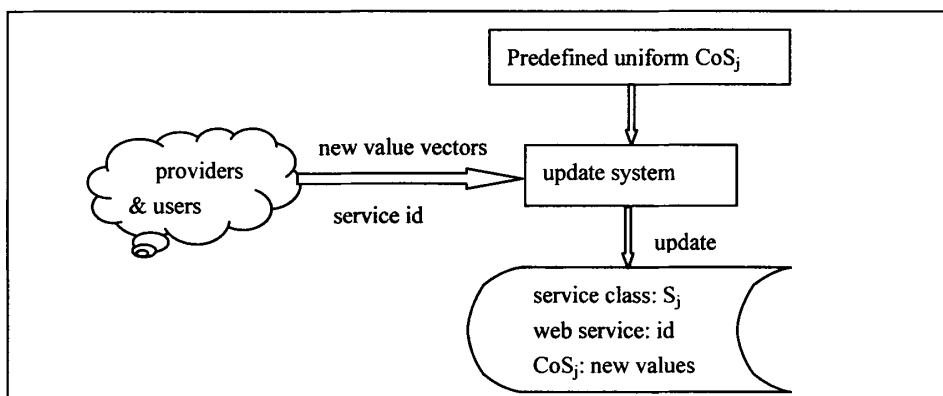 Predefined uniform CoSj
new value vectors
providers
& users
service id
update system
update
service class: Sj
web service: id
CoSj: new values